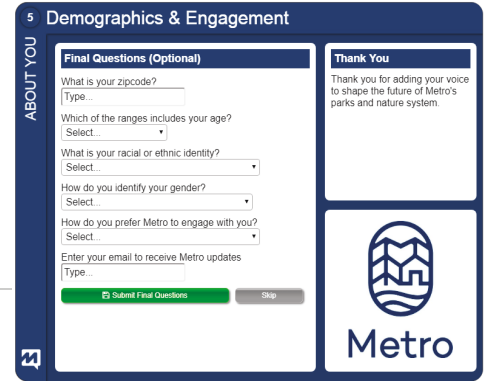 5 Demographics & Engagement
ABOUT YOU
Final Questions (Optional)
What is your zipcode?
Type...
Which of the ranges includes your age?
Select...
What is your racial or ethnic identity?
Select...
How do you identify your gender?
Select...
How do you prefer Metro to engage with you?
Select...
Enter your email to receive Metro updates
Type...
Submit Final Questions
Skip
Thank You
Thank you for adding your voice
to shape the future of Metro's
parks and nature system.
Metro